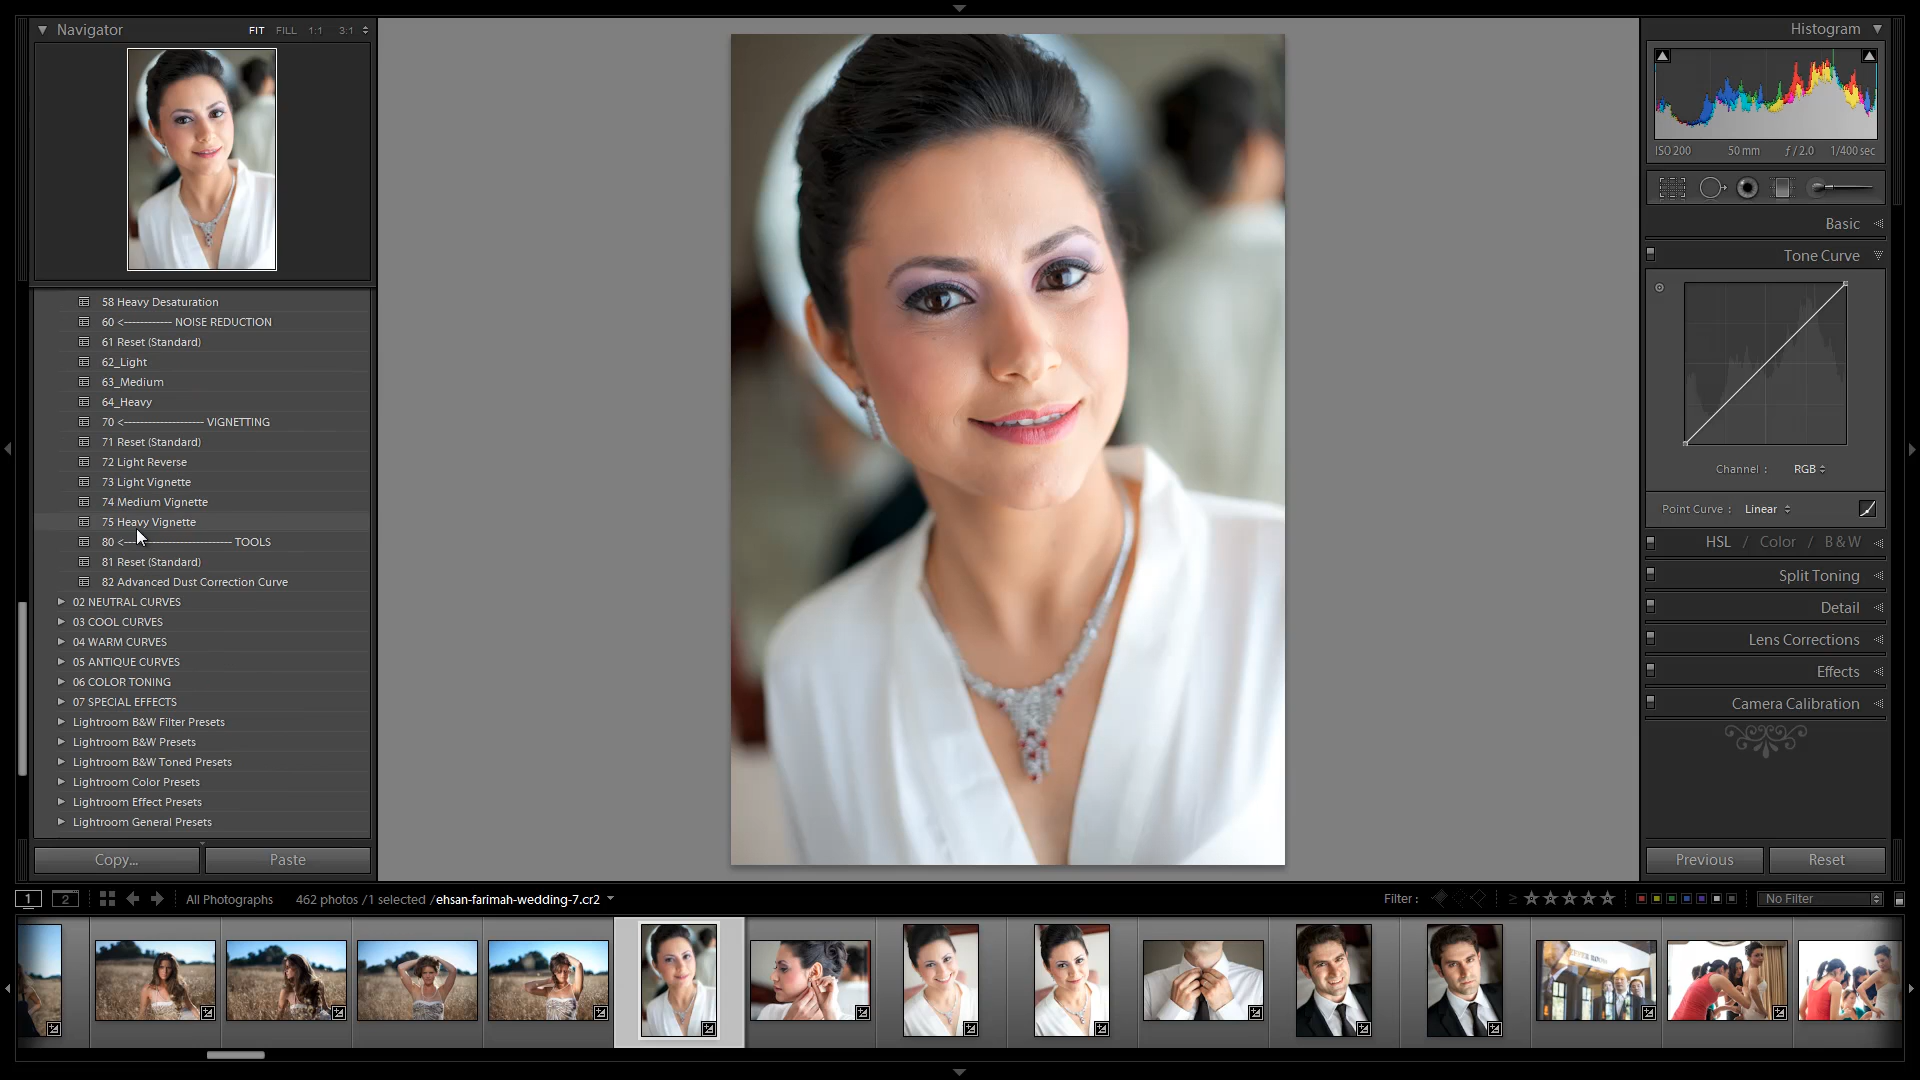 Navigator
FIT FILL 1:1 3:1
58 Heavy Desaturation
60 <------------ NOISE REDUCTION
61 Reset (Standard)
62_Light
63_Medium
64_Heavy
70 <-------------------- VIGNETTING
71 Reset (Standard)
72 Light Reverse
73 Light Vignette
74 Medium Vignette
75 Heavy Vignette
80 <--------------------------- TOOLS
81 Reset (Standard)
82 Advanced Dust Correction Curve
02 NEUTRAL CURVES
03 COOL CURVES
04 WARM CURVES
05 ANTIQUE CURVES
06 COLOR TONING
07 SPECIAL EFFECTS
Lightroom B&W Filter Presets
Lightroom B&W Presets
Lightroom B&W Toned Presets
Lightroom Color Presets
Lightroom Effect Presets
Lightroom General Presets
Copy... Paste
Histogram
ISO 200 50 mm ƒ / 2.0 1/400 sec
Basic
Tone Curve
Channel : RGB
Point Curve : Linear
HSL / Color / B & W
Split Toning
Detail
Lens Corrections
Effects
Camera Calibration
Previous Reset
1 2 All Photographs 462 photos /1 selected /ehsan-farimah-wedding-7.cr2 Filter : ≥ No Filter